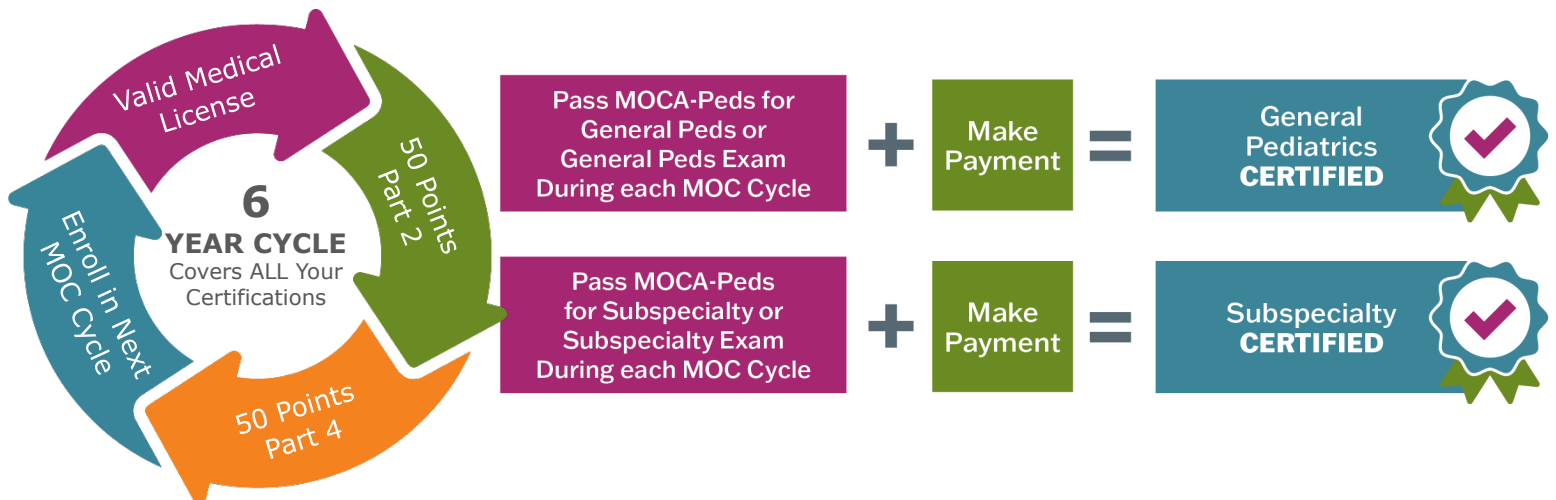 Valid Medical
License
50 Points
Part 2
50 Points
Part 4
Enroll in Next
MOC Cycle
6
YEAR CYCLE
Covers ALL Your
Certifications
Pass MOCA-Peds for
General Peds or
General Peds Exam
During each MOC Cycle
+
Make
Payment
=
General
Pediatrics
CERTIFIED
Pass MOCA-Peds
for Subspecialty or
Subspecialty Exam
During each MOC Cycle
+
Make
Payment
=
Subspecialty
CERTIFIED